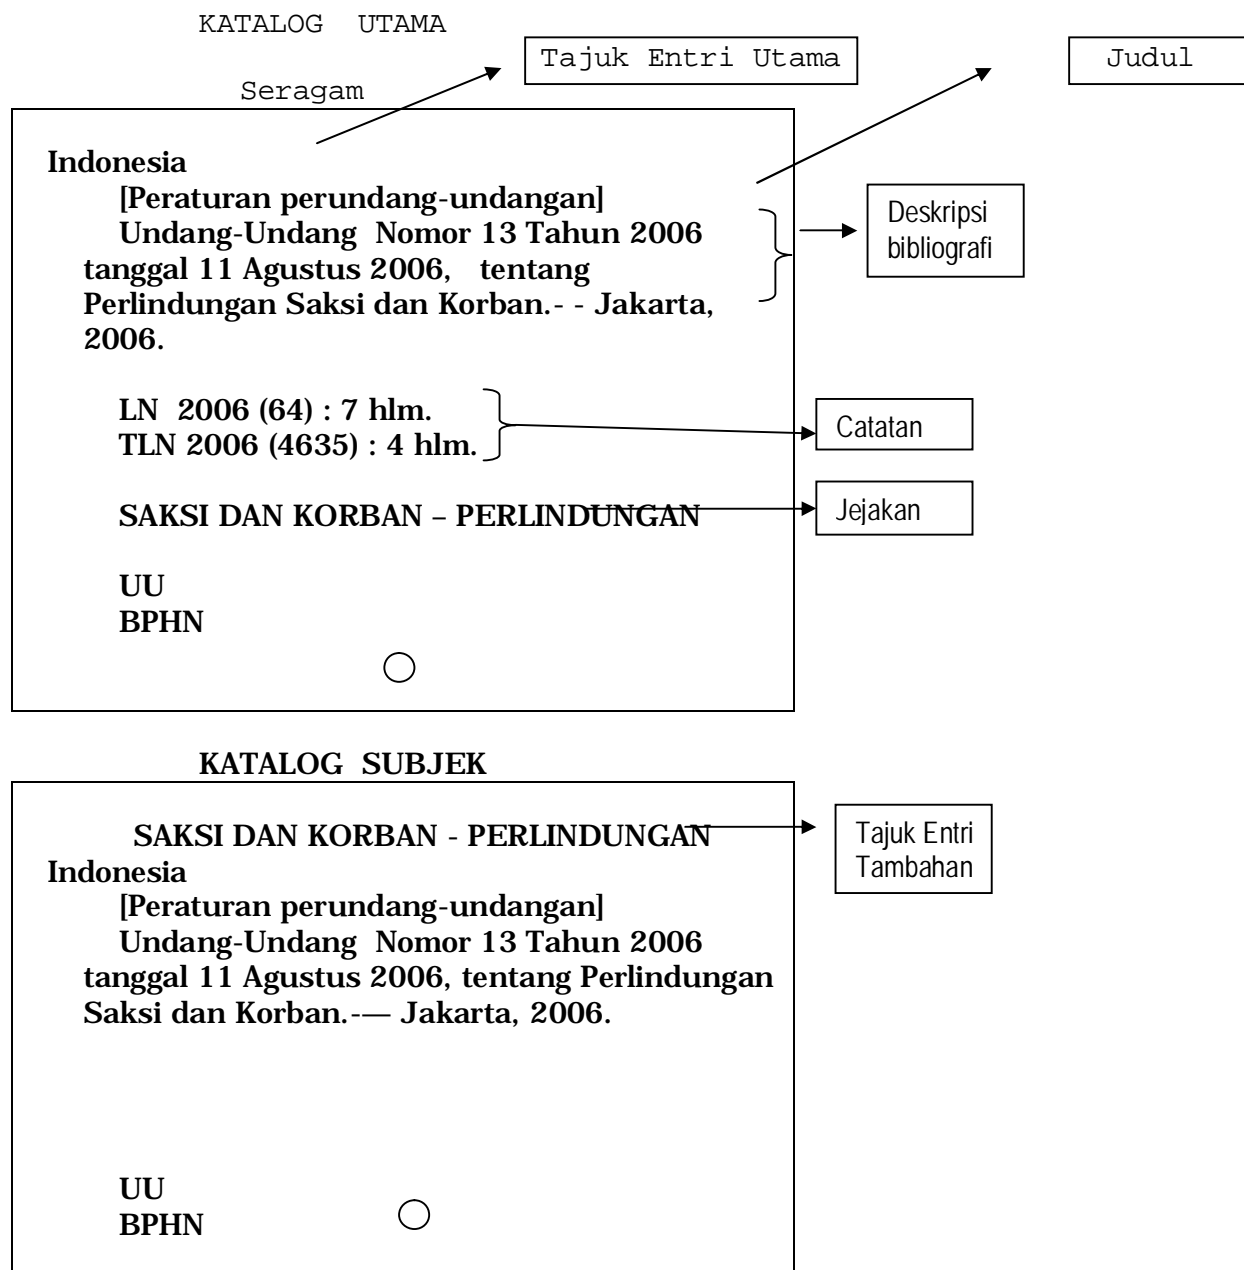 KATALOG UTAMA
Tajuk Entri Utama
Judul
Seragam
Indonesia
[Peraturan perundang-undangan]
Undang-Undang Nomor 13 Tahun 2006
tanggal 11 Agustus 2006, tentang
Perlindungan Saksi dan Korban.- - Jakarta,
2006.
Deskripsi
bibliografi
LN 2006 (64) : 7 hlm.
TLN 2006 (4635) : 4 hlm.
Catatan
SAKSI DAN KORBAN – PERLINDUNGAN
Jejakan
UU
BPHN
KATALOG SUBJEK
SAKSI DAN KORBAN - PERLINDUNGAN
Tajuk Entri
Tambahan
Indonesia
[Peraturan perundang-undangan]
Undang-Undang Nomor 13 Tahun 2006
tanggal 11 Agustus 2006, tentang Perlindungan
Saksi dan Korban.-— Jakarta, 2006.
UU
BPHN